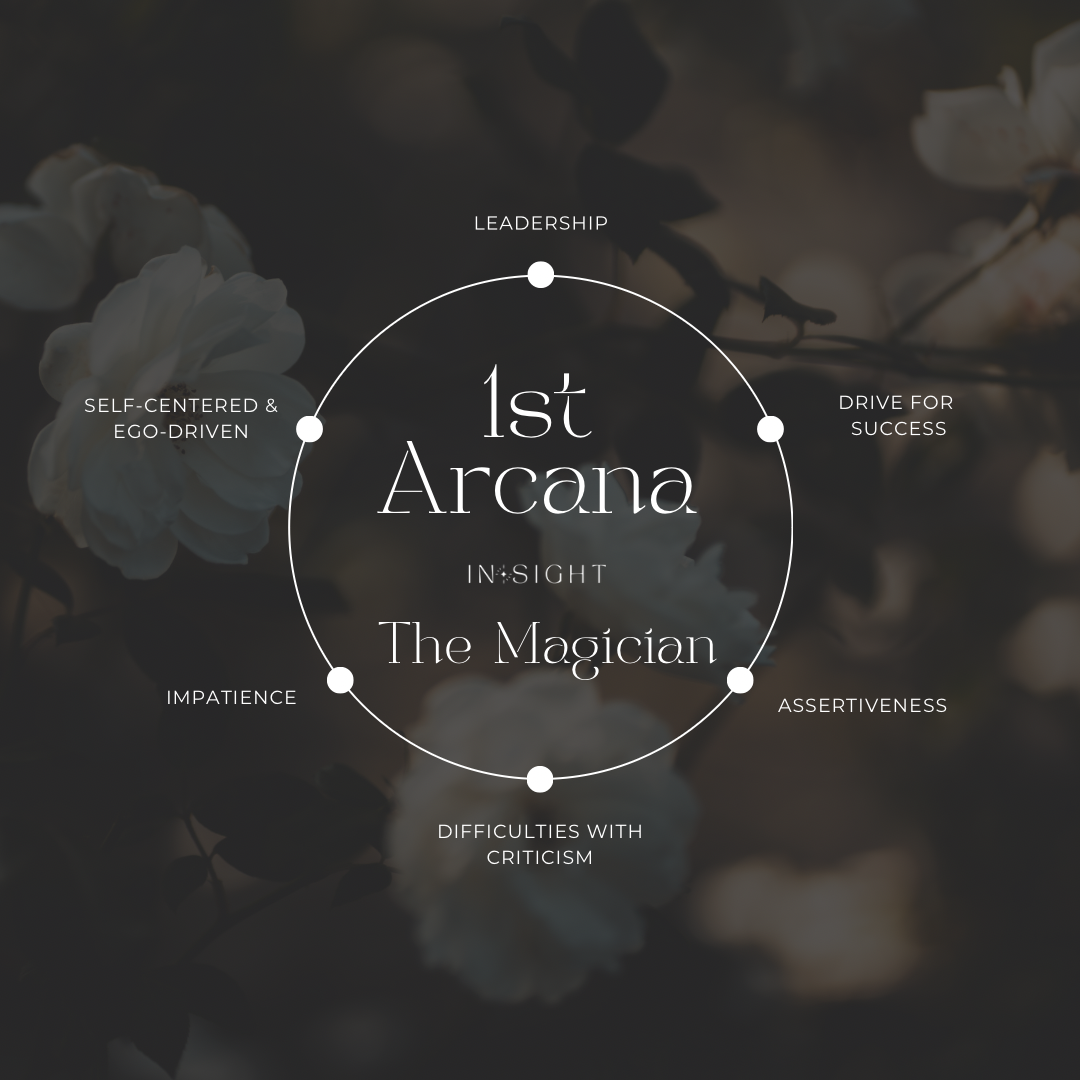 LEADERSHIP
1st
Arcana
IN SIGHT
The Magician
DRIVE FOR
SUCCESS
ASSERTIVENESS
DIFFICULTIES WITH
CRITICISM
IMPATIENCE
SELF-CENTERED &
EGO-DRIVEN